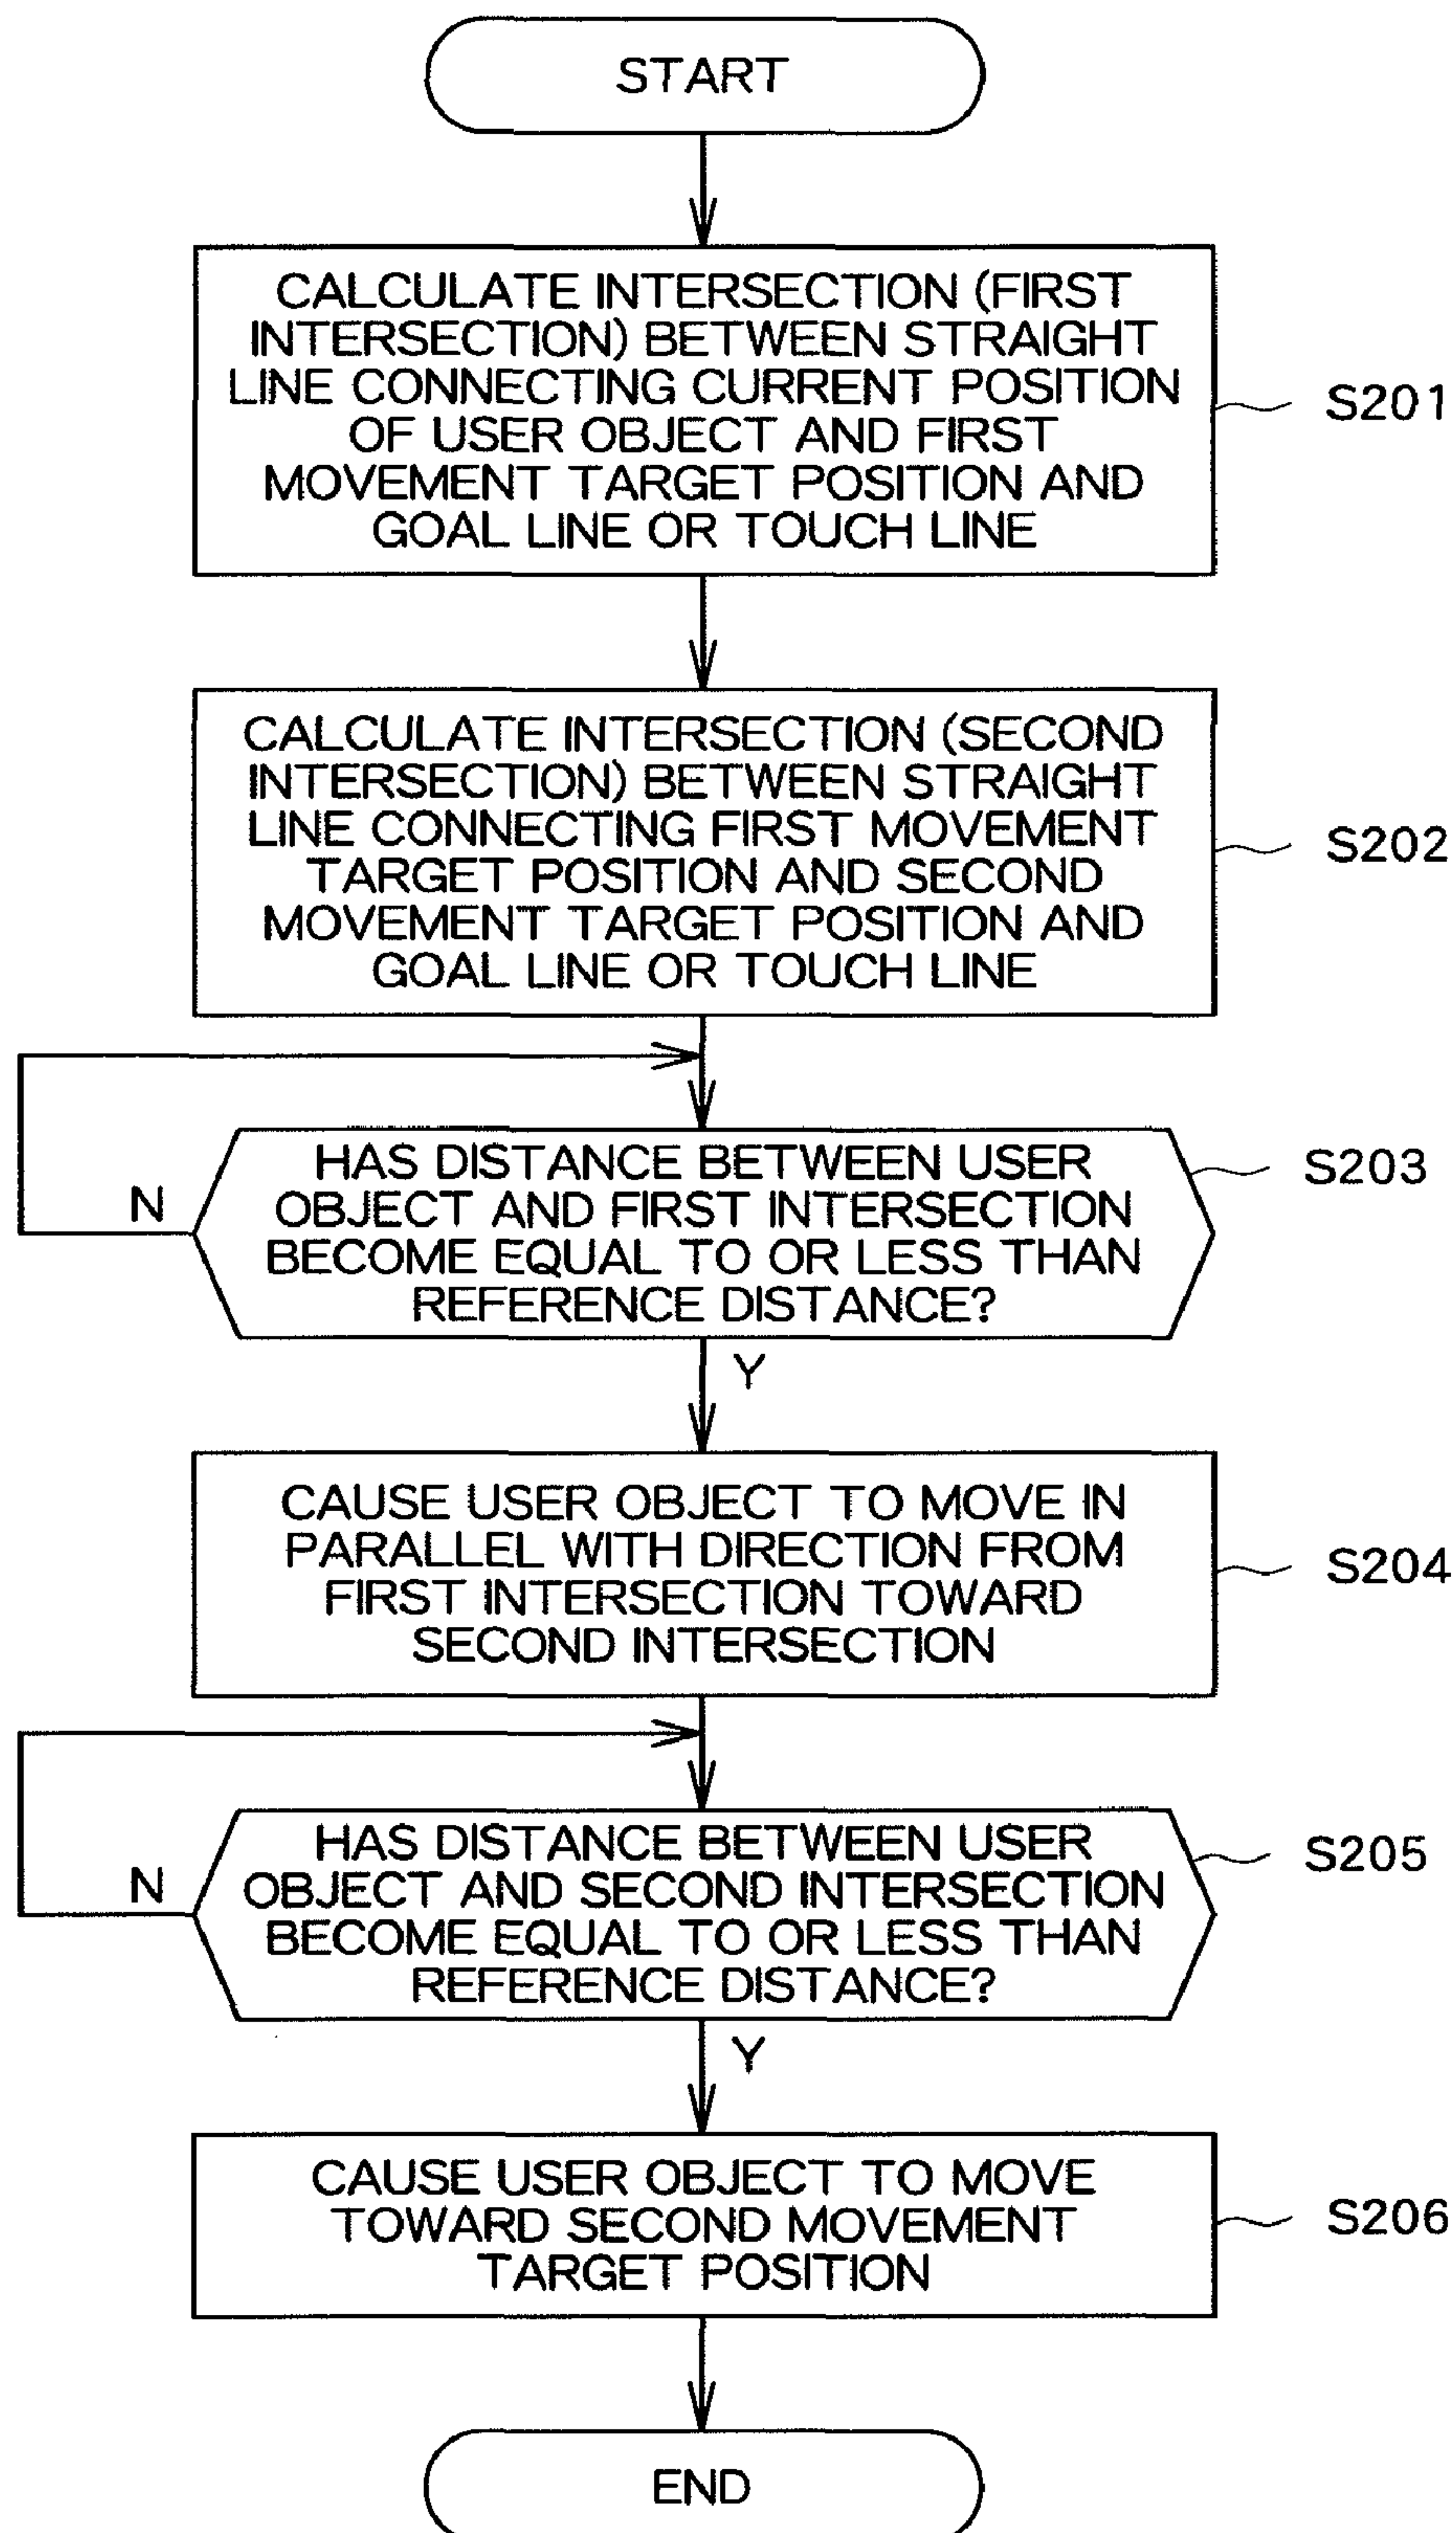 START
CALCULATE INTERSECTION (FIRST
INTERSECTION) BETWEEN STRAIGHT
LINE CONNECTING CURRENT POSITION
OF USER OBJECT AND FIRST
MOVEMENT TARGET POSITION AND
GOAL LINE OR TOUCH LINE
S201
CALCULATE INTERSECTION (SECOND
INTERSECTION) BETWEEN STRAIGHT
LINE CONNECTING FIRST MOVEMENT
TARGET POSITION AND SECOND
MOVEMENT TARGET POSITION AND
GOAL LINE OR TOUCH LINE
S202
HAS DISTANCE BETWEEN USER
OBJECT AND FIRST INTERSECTION
BECOME EQUAL TO OR LESS THAN
REFERENCE DISTANCE?
S203
N
Y
CAUSE USER OBJECT TO MOVE IN
PARALLEL WITH DIRECTION FROM
FIRST INTERSECTION TOWARD
SECOND INTERSECTION
S204
HAS DISTANCE BETWEEN USER
OBJECT AND SECOND INTERSECTION
BECOME EQUAL TO OR LESS THAN
REFERENCE DISTANCE?
S205
N
Y
CAUSE USER OBJECT TO MOVE
TOWARD SECOND MOVEMENT
TARGET POSITION
S206
END